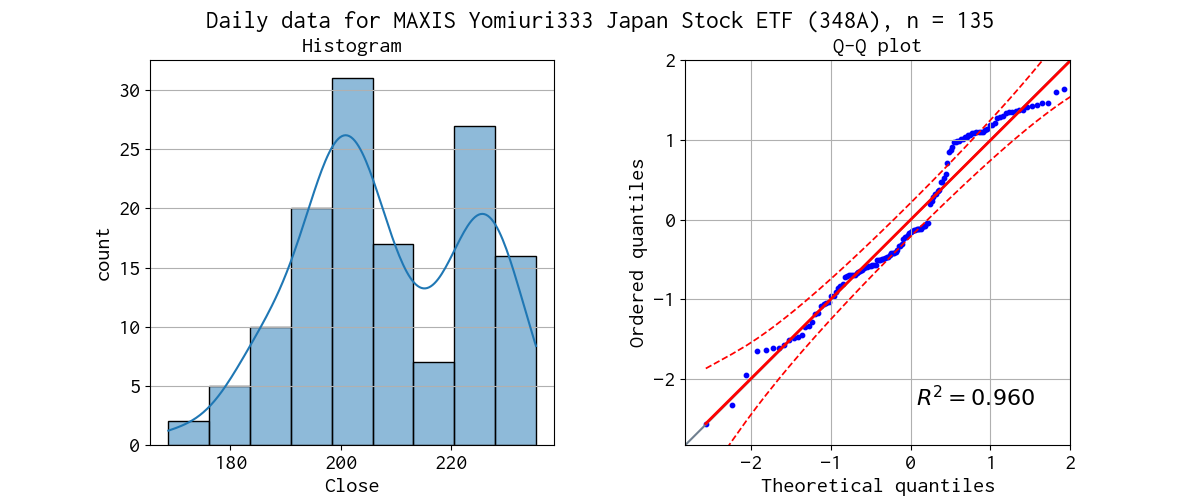 Daily data for MAXIS Yomiuri333 Japan Stock ETF (348A), n = 135
Histogram
count
30
25
20
15
10
5
0
180
200
220
Close
Q-Q plot
Ordered quantiles
2
1
0
−1
−2
R² = 0.960
−2
−1
0
1
2
Theoretical quantiles